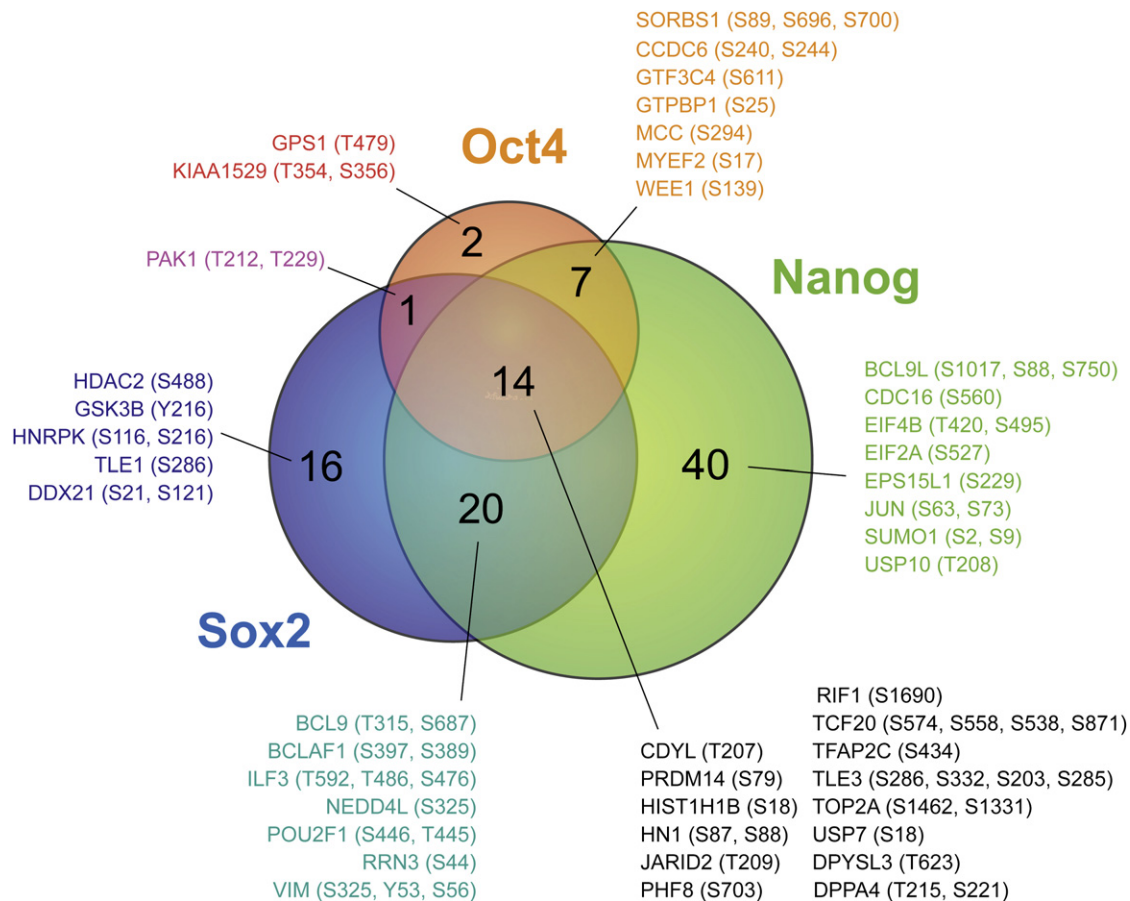 SORBS1 (S89, S696, S700)
CCDC6 (S240, S244)
GTF3C4 (S611)
GTPBP1 (S25)
MCC (S294)
MYEF2 (S17)
WEE1 (S139)
GPS1 (T479)
KIAA1529 (T354, S356)
Oct4
PAK1 (T212, T229)
2
7
1
Nanog
HDAC2 (S488)
GSK3B (Y216)
HNRPK (S116, S216)
TLE1 (S286)
DDX21 (S21, S121)
14
16
40
20
BCL9L (S1017, S88, S750)
CDC16 (S560)
EIF4B (T420, S495)
EIF2A (S527)
EPS15L1 (S229)
JUN (S63, S73)
SUMO1 (S2, S9)
USP10 (T208)
Sox2
BCL9 (T315, S687)
BCLAF1 (S397, S389)
ILF3 (T592, T486, S476)
NEDD4L (S325)
POU2F1 (S446, T445)
RRN3 (S44)
VIM (S325, Y53, S56)
CDYL (T207)
PRDM14 (S79)
HIST1H1B (S18)
HN1 (S87, S88)
JARID2 (T209)
PHF8 (S703)
RIF1 (S1690)
TCF20 (S574, S558, S538, S871)
TFAP2C (S434)
TLE3 (S286, S332, S203, S285)
TOP2A (S1462, S1331)
USP7 (S18)
DPYSL3 (T623)
DPPA4 (T215, S221)